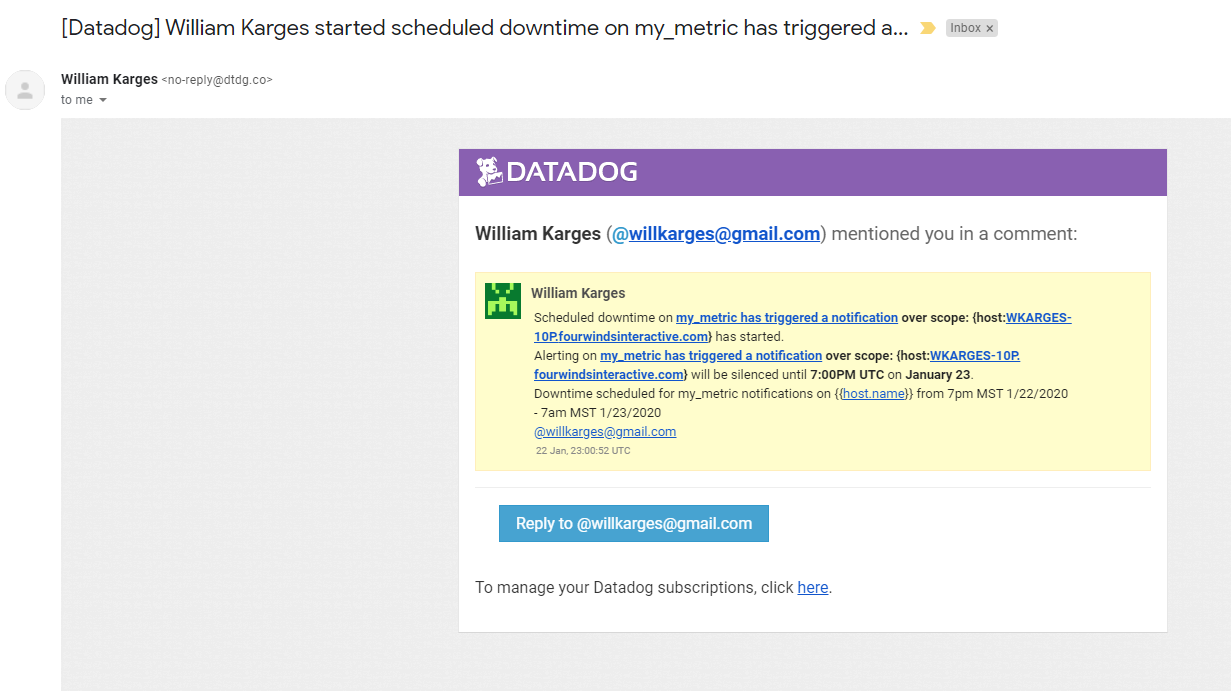 [Datadog] William Karges started scheduled downtime on my_metric has triggered a...
Inbox ×
William Karges <no-reply@dtdg.co>
to me
DATADOG
William Karges (@willkarges@gmail.com) mentioned you in a comment:
William Karges
Scheduled downtime on my_metric has triggered a notification over scope: {host:WKARGES-
10P.fourwindsinteractive.com} has started.
Alerting on my_metric has triggered a notification over scope: {host:WKARGES-10P.
fourwindsinteractive.com} will be silenced until 7:00PM UTC on January 23.
Downtime scheduled for my_metric notifications on {{host.name}} from 7pm MST 1/22/2020
- 7am MST 1/23/2020
@willkarges@gmail.com
22 Jan, 23:00:52 UTC
Reply to @willkarges@gmail.com
To manage your Datadog subscriptions, click here.